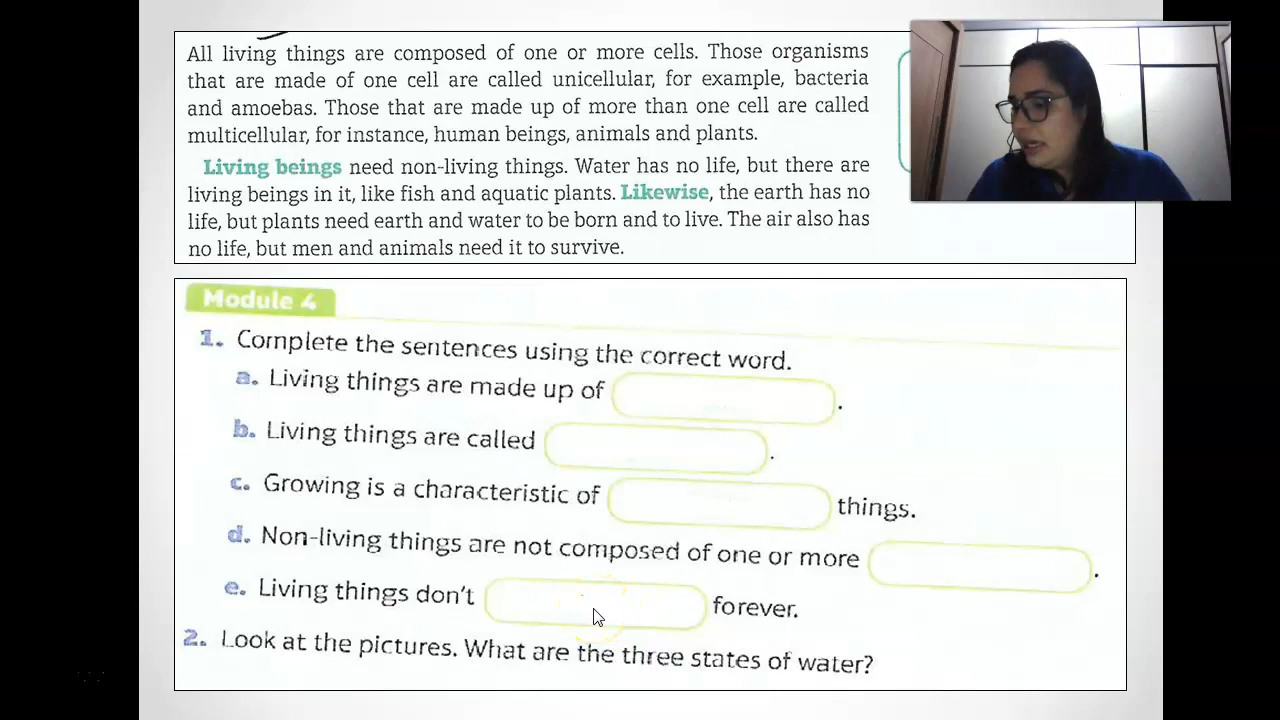 All living things are composed of one or more cells. Those organisms
that are made of one cell are called unicellular, for example, bacteria
and amoebas. Those that are made up of more than one cell are called
multicellular, for instance, human beings, animals and plants.
Living beings need non-living things. Water has no life, but there are
living beings in it, like fish and aquatic plants. Likewise, the earth has no
life, but plants need earth and water to be born and to live. The air also has
no life, but men and animals need it to survive.
Module 4
1. Complete the sentences using the correct word.
a. Living things are made up of .
b. Living things are called .
c. Growing is a characteristic of things.
d. Non-living things are not composed of one or more .
e. Living things don't forever.
2. Look at the pictures. What are the three states of water?